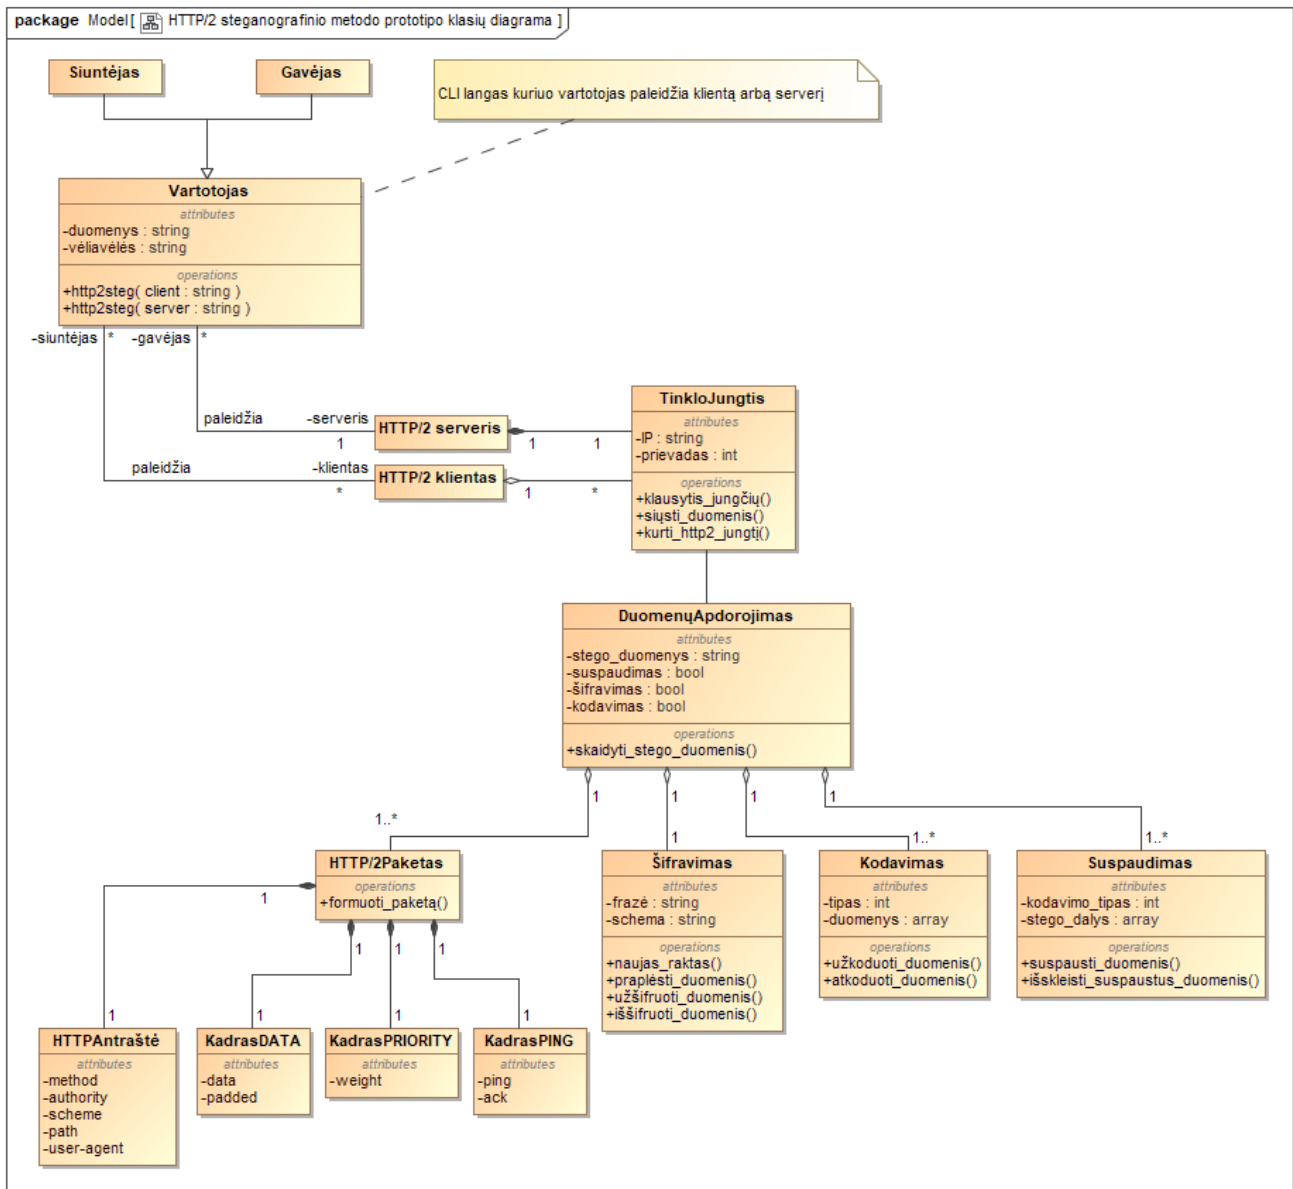 package Model[ HTTP/2 steganografinio metodo prototipo klasių diagrama ]
Siuntėjas
Gavėjas
CLI langas kuriuo vartotojas paleidžia klientą arbą serverį
Vartotojas
attributes
-duomenys : string
-vėliavėlės : string
operations
+http2steg( client : string )
+http2steg( server : string )
-siuntėjas *
-gavėjas *
paleidžia
-serveris
1
HTTP/2 serveris
1
1
paleidžia
-klientas
*
HTTP/2 klientas
1
*
TinkloJungtis
attributes
-IP : string
-prievadas : int
operations
+klausytis_jungčių()
+siųsti_duomenis()
+kurti_http2_jungtį()
DuomenųApdorojimas
attributes
-stego_duomenys : string
-suspaudimas : bool
-šifravimas : bool
-kodavimas : bool
operations
+skaidyti_stego_duomenis()
1
1
1
1
1..*
1
1..*
1..*
HTTP/2Paketas
operations
+formuoti_paketą()
Šifravimas
attributes
-frazė : string
-schema : string
operations
+naujas_raktas()
+praplėsti_duomenis()
+užšifruoti_duomenis()
+iššifruoti_duomenis()
Kodavimas
attributes
-tipas : int
-duomenys : array
operations
+užkoduoti_duomenis()
+atkoduoti_duomenis()
Suspaudimas
attributes
-kodavimo_tipas : int
-stego_dalys : array
operations
+suspausti_duomenis()
+išskleisti_suspaustus_duomenis()
1
1
1
1
1
1
1
1
HTTPAntraštė
attributes
-method
-authority
-scheme
-path
-user-agent
KadrasDATA
attributes
-data
-padded
KadrasPRIORITY
attributes
-weight
KadrasPING
attributes
-ping
-ack